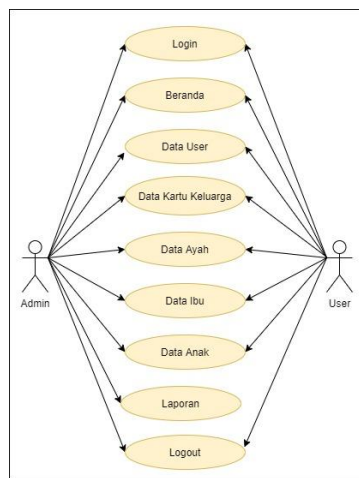 Login
Beranda
Data User
Data Kartu Keluarga
Data Ayah
Admin
User
Data Ibu
Data Anak
Laporan
Logout